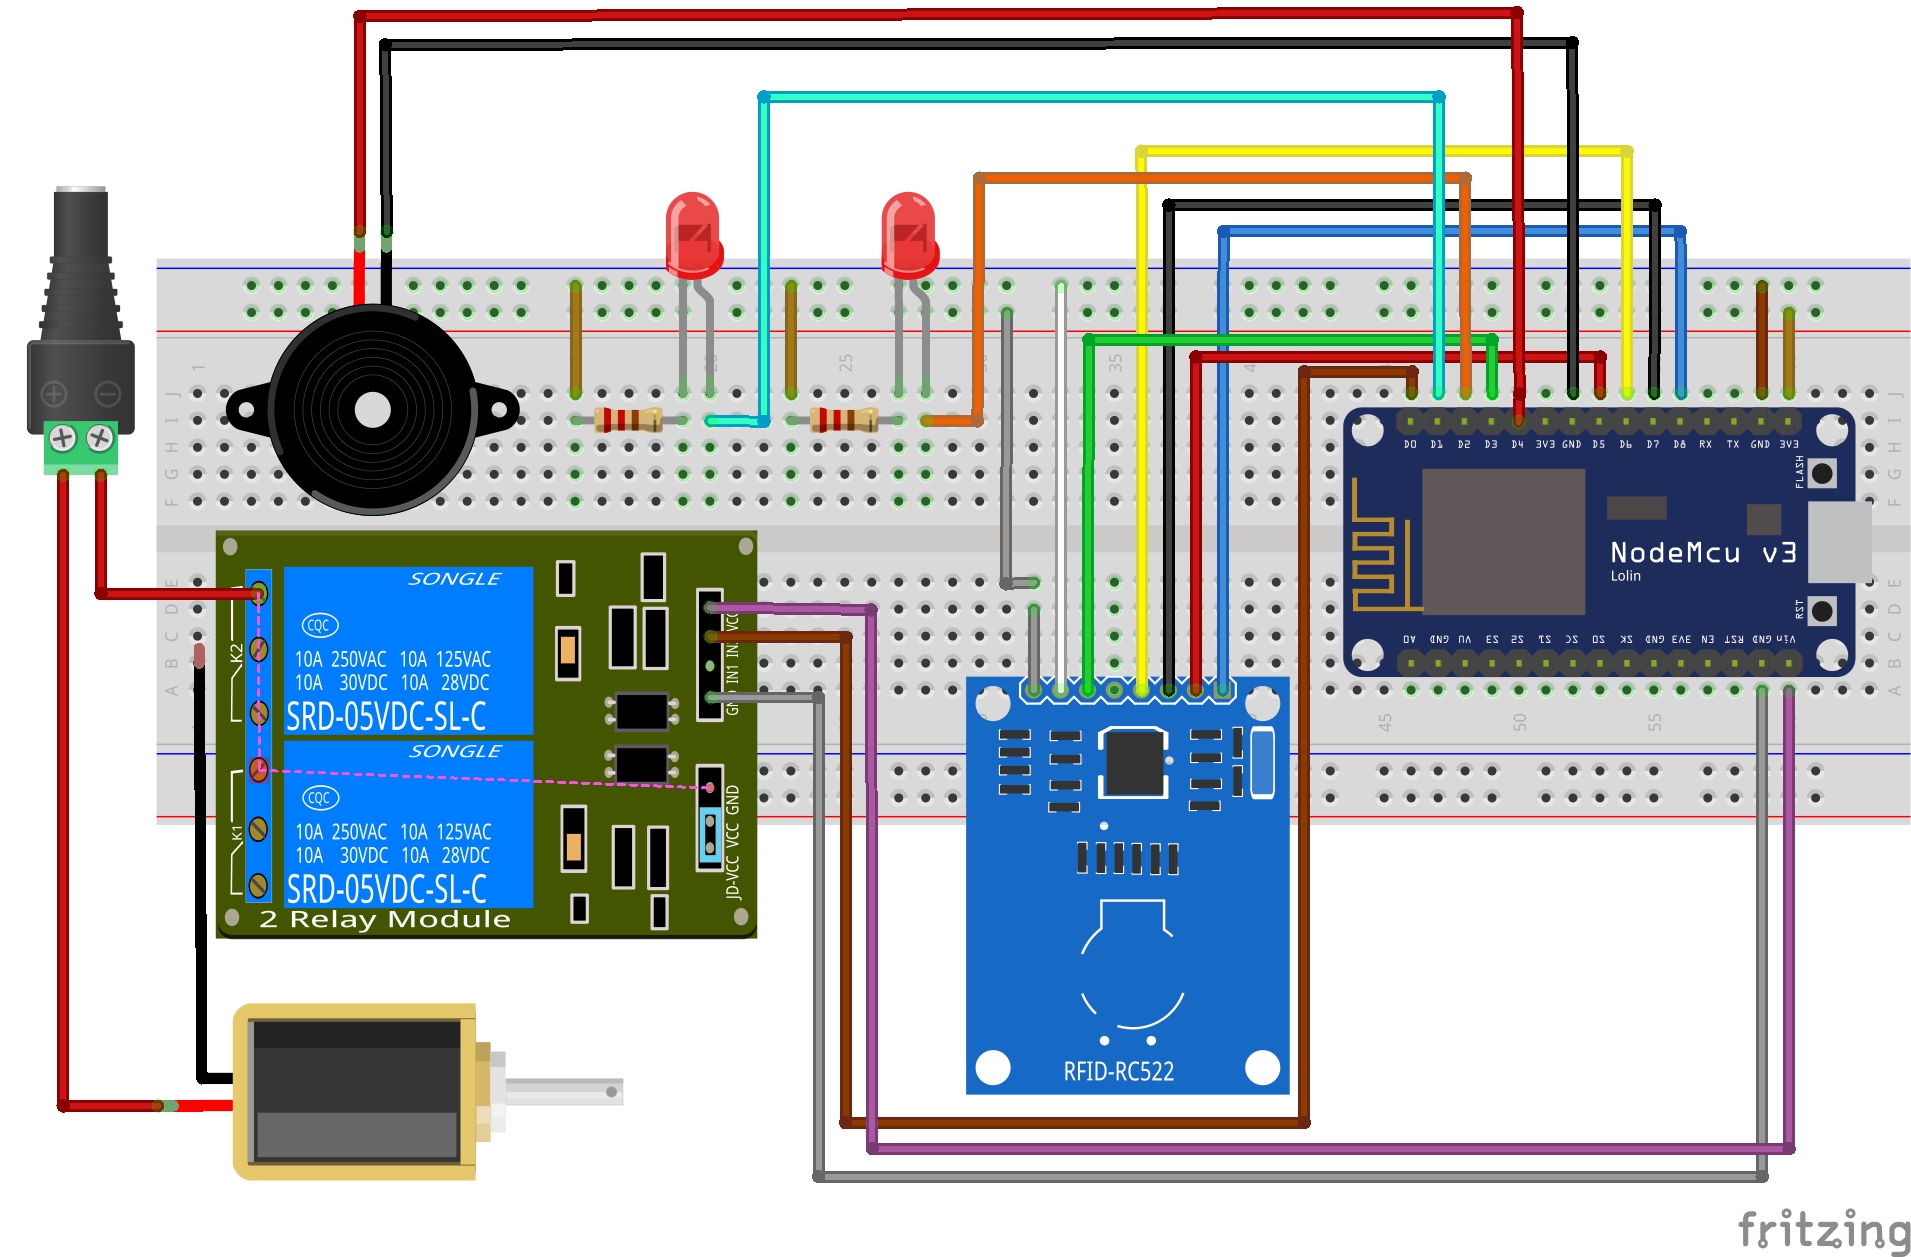 1
25
35
45
50
55
J
I
H
G
F
E
D
C
B
A
D0 D1 D2 D3 D4 3V3 GND D5 D6 D7 D8 RX TX GND 3V3
FLASH
NodeMcu v3
Lolin
RST
A0 GND VU S3 S2 S1 SC S0 SK GND 3V3 EN RST GND Vin
SONGLE
CQC
10A 250VAC 10A 125VAC
10A 30VDC 10A 28VDC
SRD-05VDC-SL-C
K2
GND IN1 IN2 VCC
SONGLE
CQC
10A 250VAC 10A 125VAC
10A 30VDC 10A 28VDC
SRD-05VDC-SL-C
K1
JD-VCC VCC GND
2 Relay Module
RFID-RC522
fritzing